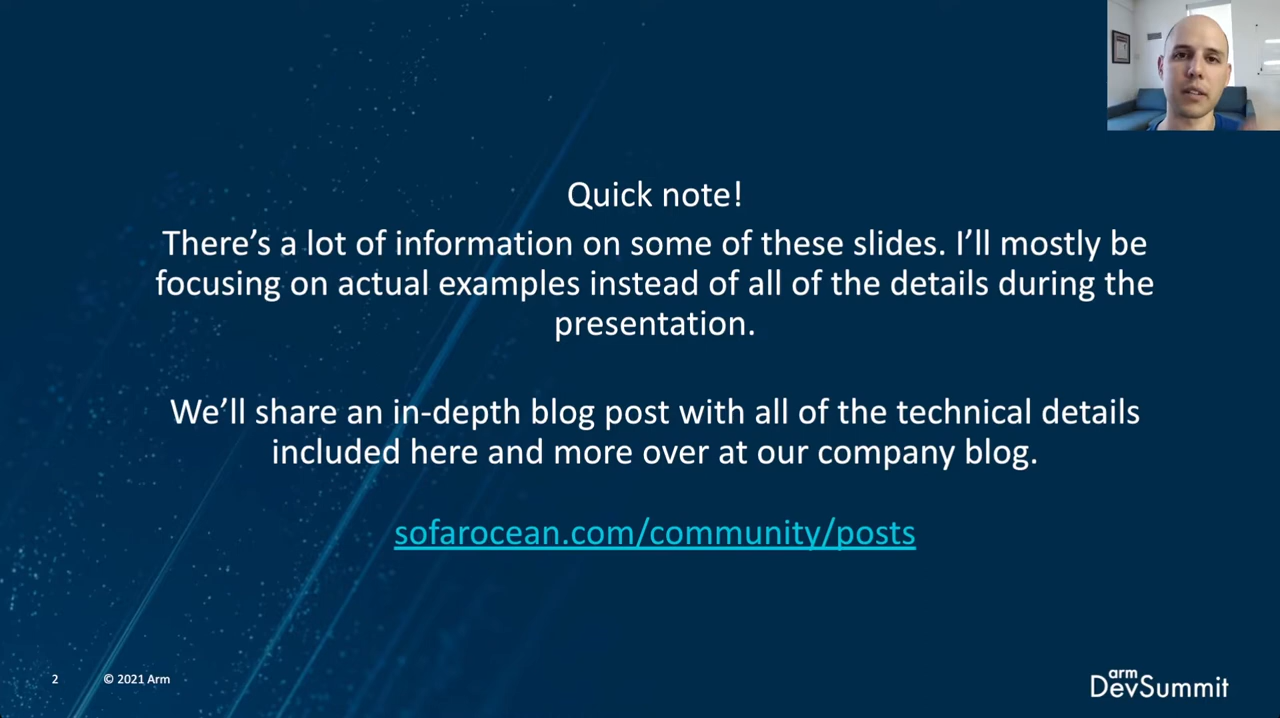 Quick note!
There’s a lot of information on some of these slides. I’ll mostly be
focusing on actual examples instead of all of the details during the
presentation.
We’ll share an in-depth blog post with all of the technical details
included here and more over at our company blog.
sofarocean.com/community/posts
2
© 2021 Arm
arm
DevSummit